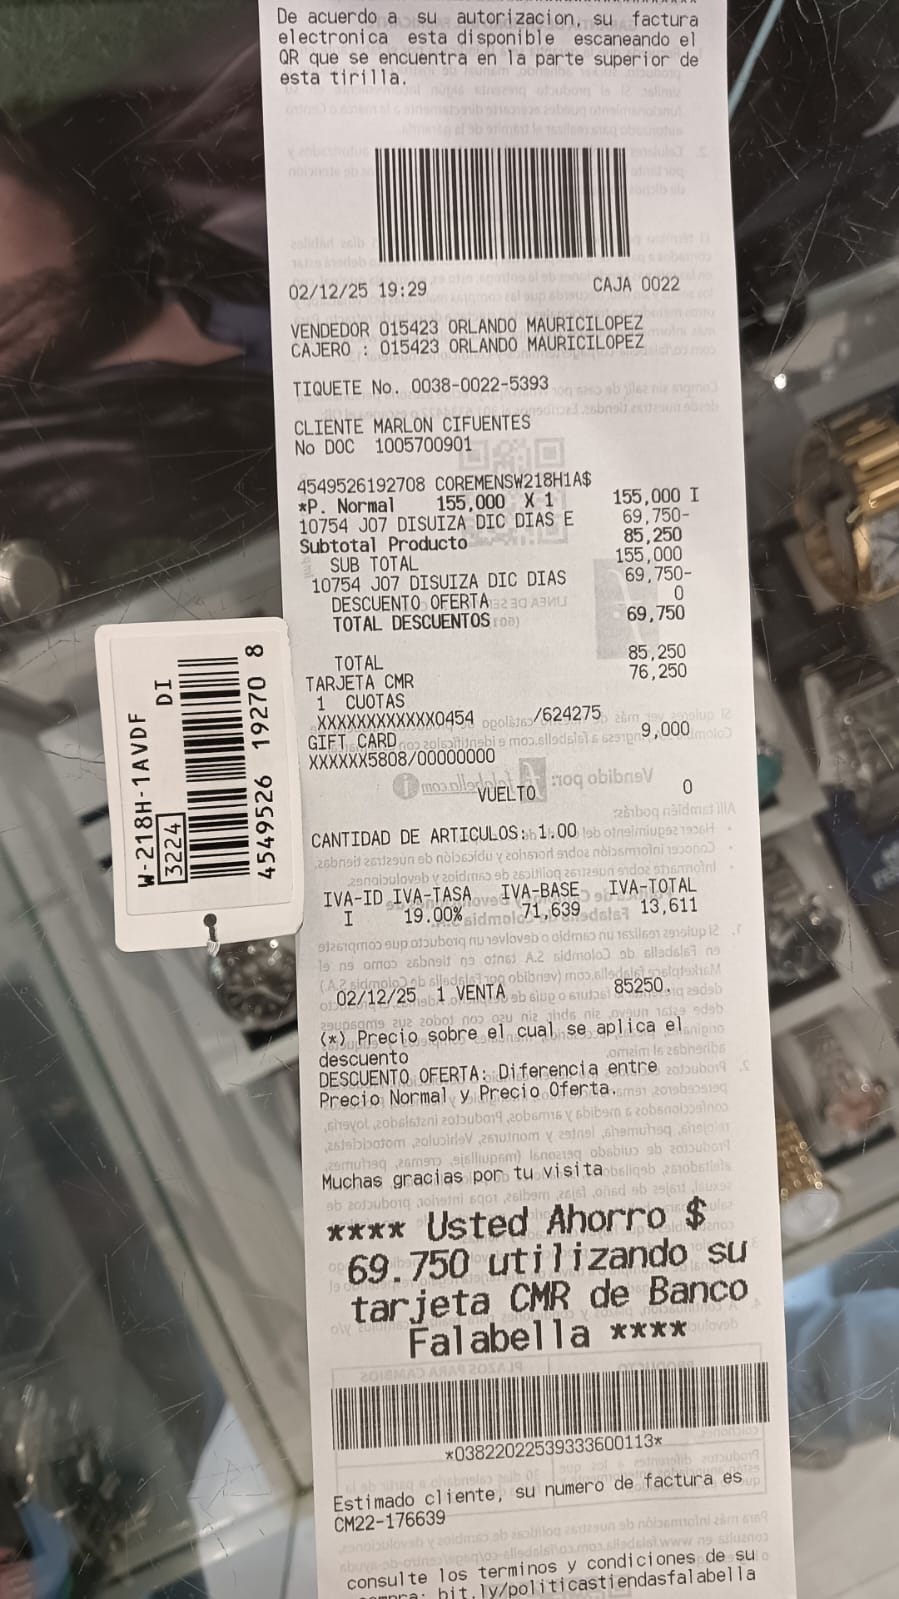 De acuerdo a su autorizacion, su factura
electronica esta disponible escaneando el
QR que se encuentra en la parte superior de
esta tirilla.
02/12/25 19:29 CAJA 0022
VENDEDOR 015423 ORLANDO MAURICILOPEZ
CAJERO : 015423 ORLANDO MAURICILOPEZ
TIQUETE No. 0038-0022-5393
CLIENTE MARLON CIFUENTES
No DOC 1005700901
4549526192708 COREMENSW218H1A$
*P. Normal 155,000 X 1 155,000 I
10754 J07 DISUIZA DIC DIAS E 69,750-
Subtotal Producto 85,250
SUB TOTAL 155,000
10754 J07 DISUIZA DIC DIAS 69,750-
DESCUENTO OFERTA 0
TOTAL DESCUENTOS 69,750
TOTAL 85,250
TARJETA CMR 76,250
1 CUOTAS
XXXXXXXXXXXX0454 /624275
GIFT CARD 9,000
XXXXXX5808/00000000
VUELTO 0
CANTIDAD DE ARTICULOS: 1.00
IVA-ID IVA-TASA IVA-BASE IVA-TOTAL
I 19.00% 71,639 13,611
02/12/25 1 VENTA 85250.
(*) Precio sobre el cual se aplica el
descuento
DESCUENTO OFERTA: Diferencia entre
Precio Normal y Precio Oferta.
Muchas gracias por tu visita
**** Usted Ahorro $
69.750 utilizando su
tarjeta CMR de Banco
Falabella ****
*03822022539333600113*
Estimado cliente, su numero de factura es
CM22-176639
consulte los terminos y condiciones de su
compra: bit.ly/politicastiendasfalabella
W-218H-1AVDF
3224 DI
4549526 19270 8